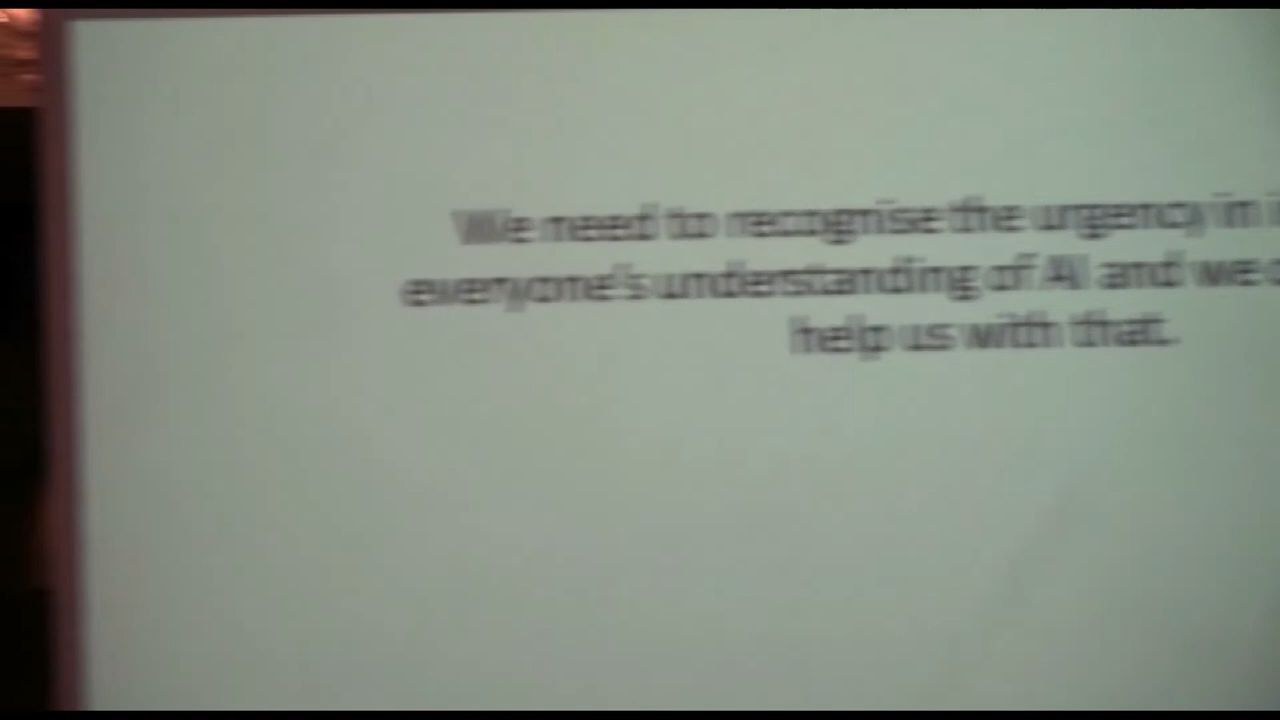 We need to recognise the urgency in
everyone's understanding of AI and we
help us with that.